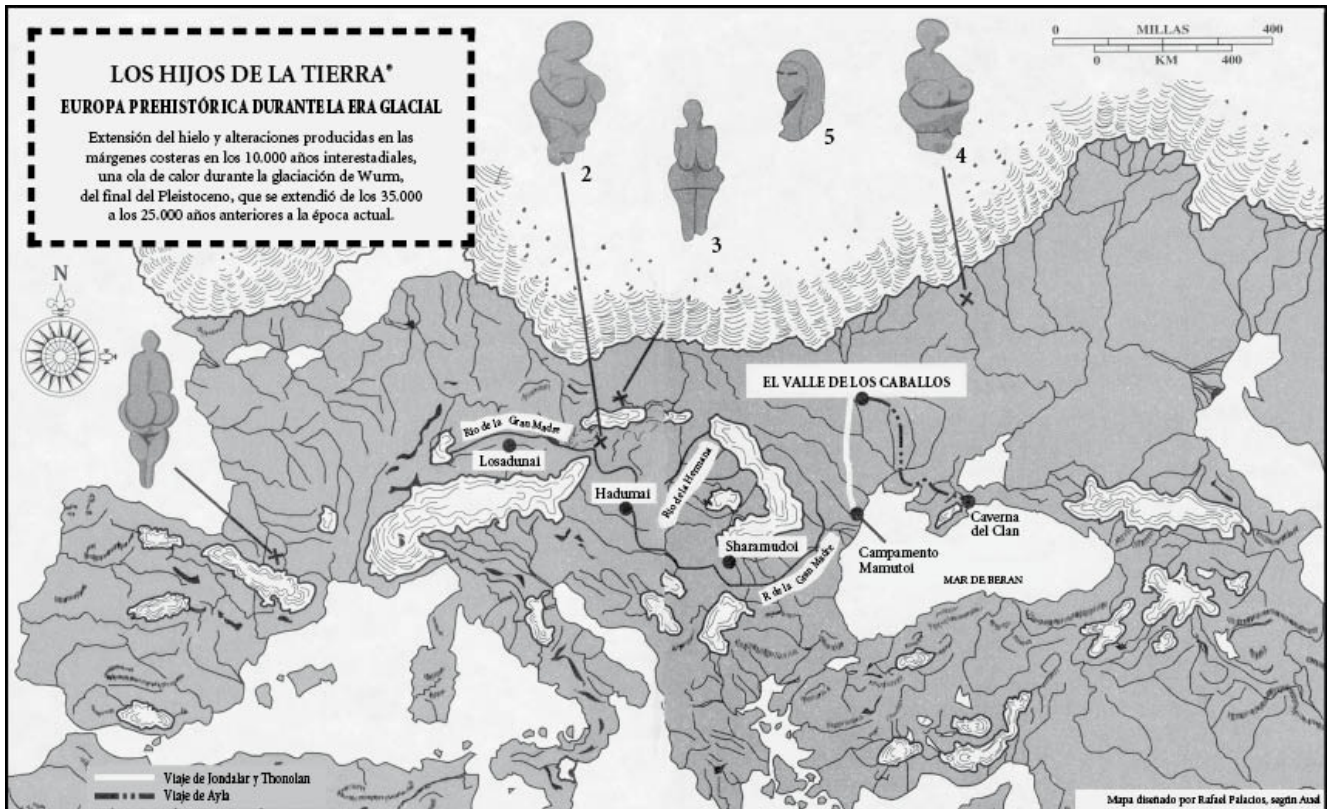 LOS HIJOS DE LA TIERRA®
EUROPA PREHISTÓRICA DURANTE LA ERA GLACIAL
Extensión del hielo y alteraciones producidas en las
márgenes costeras en los 10.000 años interestadiales,
una ola de calor durante la glaciación de Wurm,
del final del Pleistoceno, que se extendió de los 35.000
a los 25.000 años anteriores a la época actual.
0 MILLAS 400
0 KM 400
2
3
5
4
N
EL VALLE DE LOS CABALLOS
Río de la Gran Madre
Losadunai
Hadumai
Río de la Hermana
Sharamudoi
R. de la Gran Madre
Campamento
Mamutoi
Caverna
del Clan
MAR DE BERAN
Viaje de Jondalar y Thonolan
Viaje de Ayla
Mapa diseñado por Rafael Palacios, según Auel